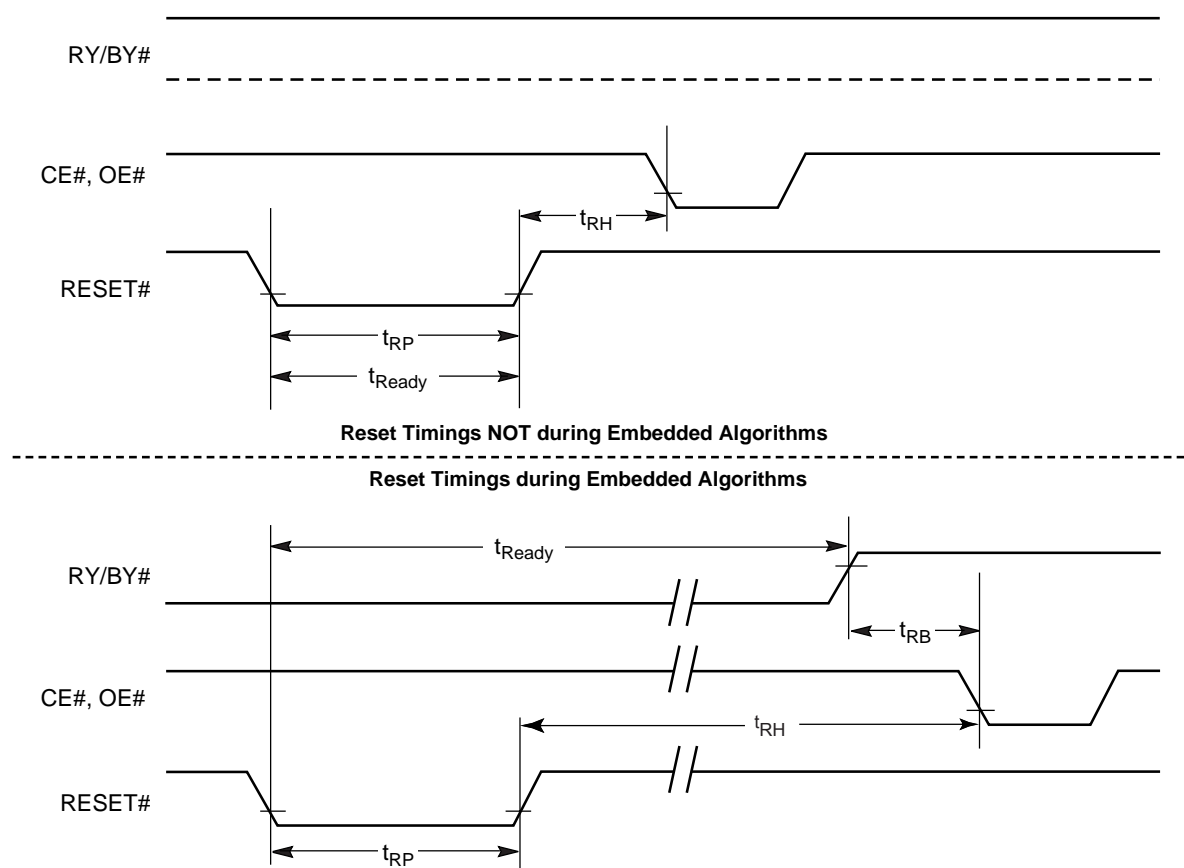 RY/BY#
CE#, OE#
tRH
RESET#
tRP
tReady
Reset Timings NOT during Embedded Algorithms
Reset Timings during Embedded Algorithms
tReady
RY/BY#
tRB
CE#, OE#
tRH
RESET#
tRP